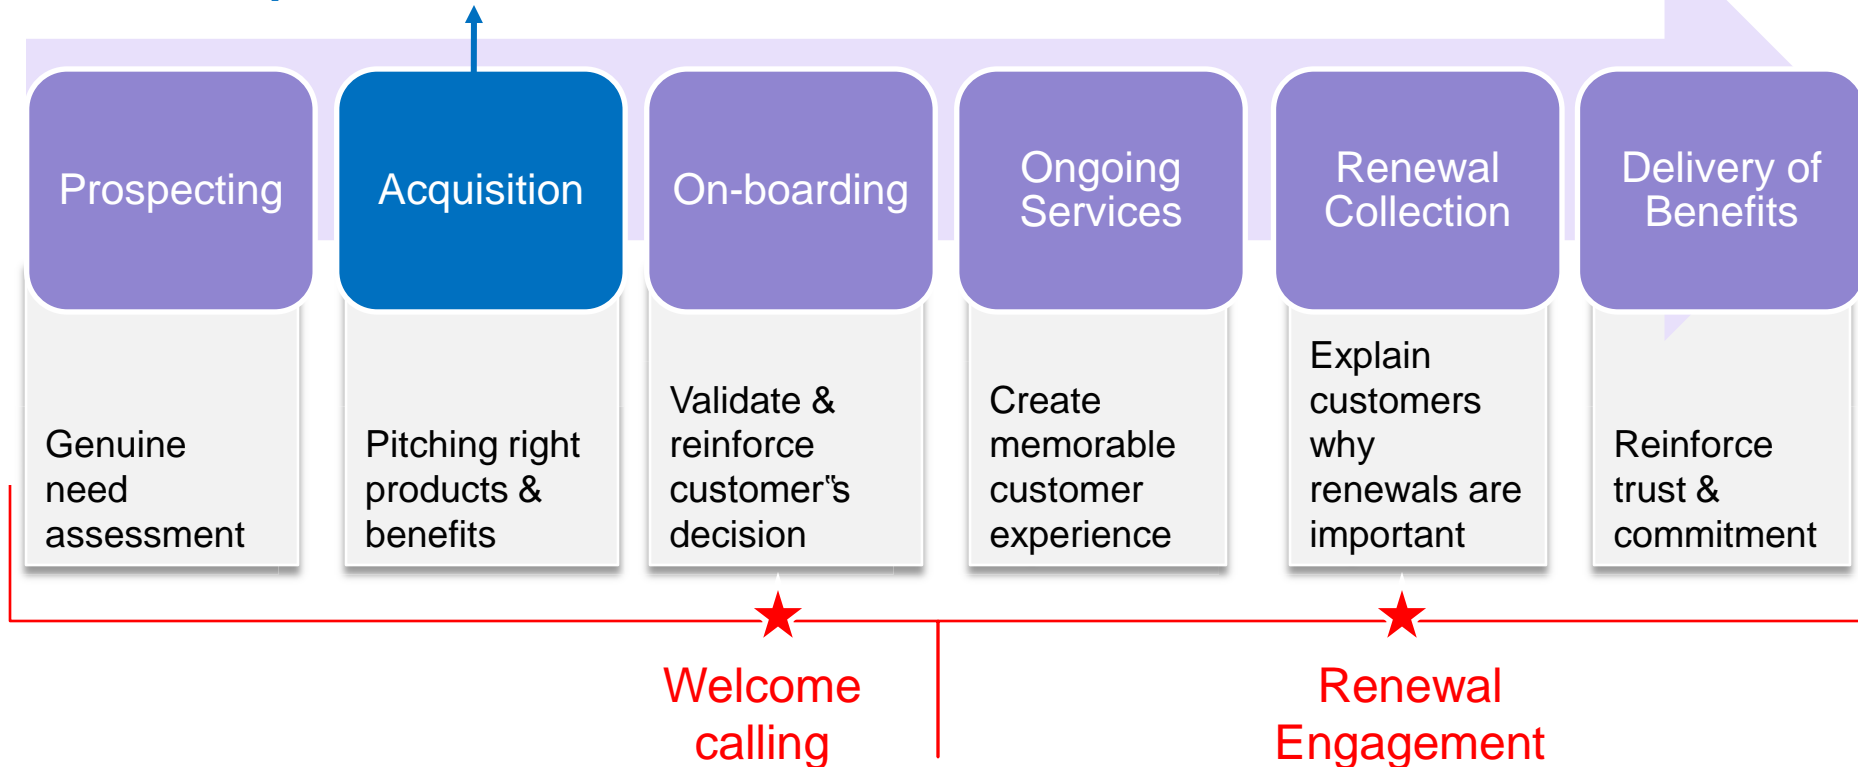 Prospecting
Acquisition
On-boarding
Ongoing
Services
Renewal
Collection
Delivery of
Benefits
Genuine
need
assessment
Pitching right
products &
benefits
Validate &
reinforce
customer‟s
decision
Create
memorable
customer
experience
Explain
customers
why
renewals are
important
Reinforce
trust &
commitment
Welcome
calling
Renewal
Engagement